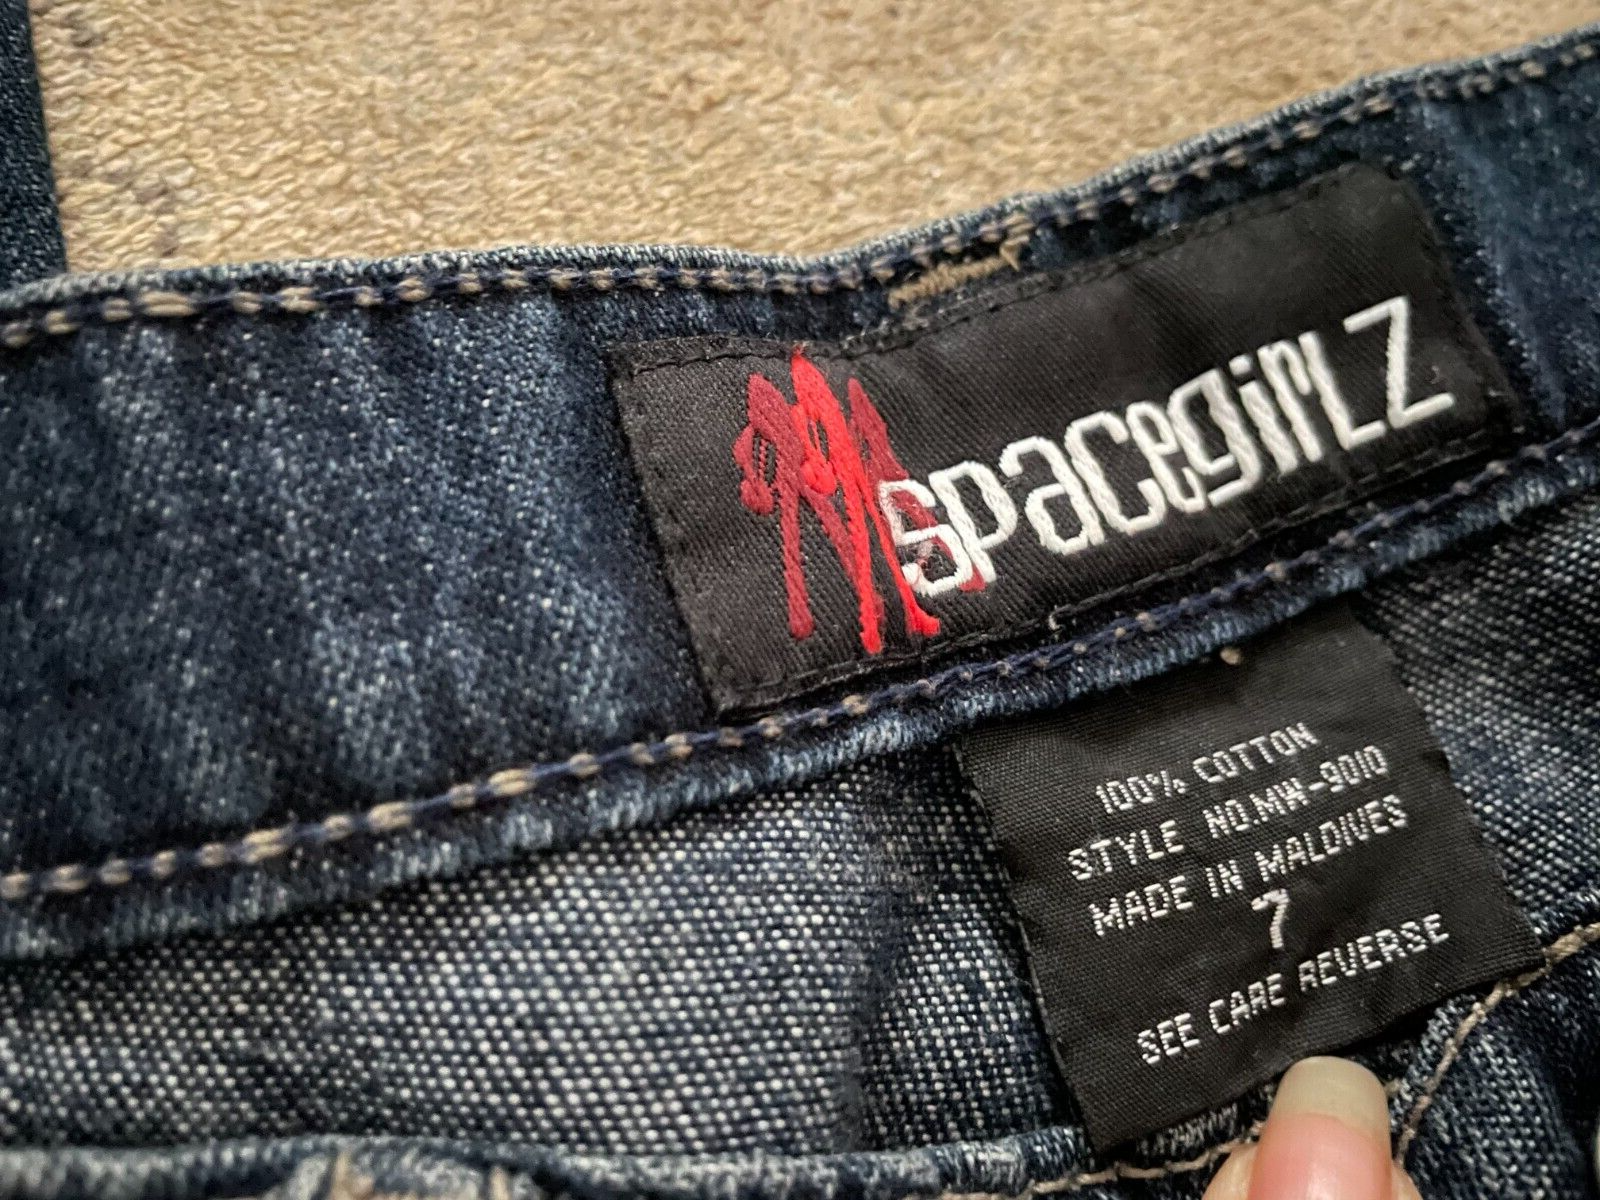 spacegirlz
100% COTTON
STYLE NO.MW-9010
MADE IN MALDIVES
7
SEE CARE REVERSE